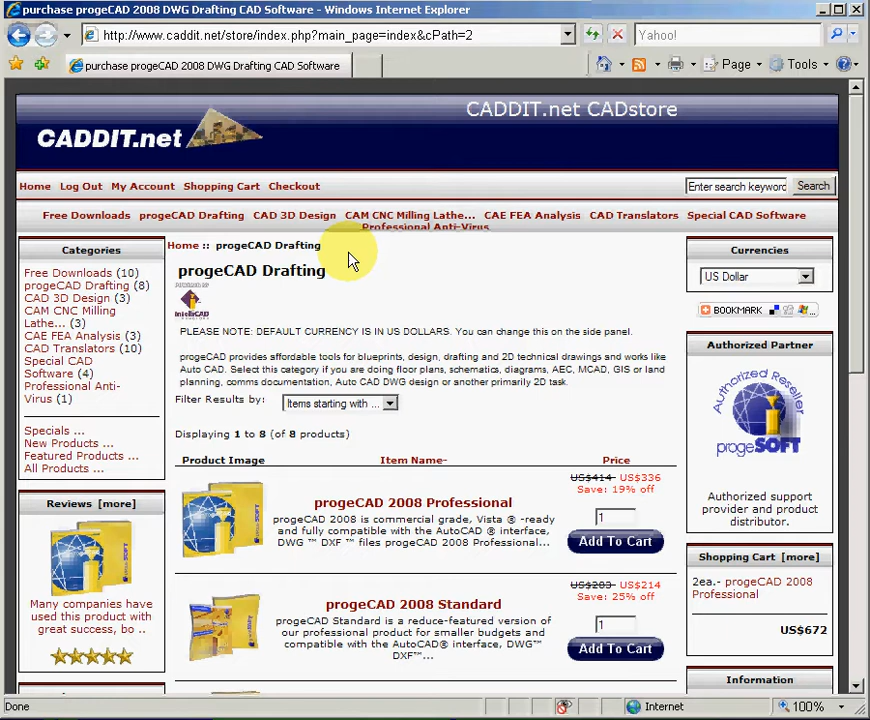 purchase progeCAD 2008 DWG Drafting CAD Software - Windows Internet Explorer
http://www.caddit.net/store/index.php?main_page=index&cPath=2
Yahoo!
purchase progeCAD 2008 DWG Drafting CAD Software
Page
Tools
CADDIT.net
CADDIT.net CADstore
Home Log Out My Account Shopping Cart Checkout
Enter search keyword
Search
Free Downloads progeCAD Drafting CAD 3D Design CAM CNC Milling Lathe... CAE FEA Analysis CAD Translators Special CAD Software
Professional Anti-Virus
Categories
Free Downloads (10)
progeCAD Drafting (8)
CAD 3D Design (3)
CAM CNC Milling
Lathe... (3)
CAE FEA Analysis (3)
CAD Translators (10)
Special CAD
Software (4)
Professional Anti-
Virus (1)
Specials ...
New Products ...
Featured Products ...
All Products ...
Reviews [more]
Many companies have
used this product with
great success, bo ..
Home :: progeCAD Drafting
progeCAD Drafting
IntelliCAD
PLEASE NOTE: DEFAULT CURRENCY IS IN US DOLLARS. You can change this on the side panel.
progeCAD provides affordable tools for blueprints, design, drafting and 2D technical drawings and works like
Auto CAD. Select this category if you are doing floor plans, schematics, diagrams, AEC, MCAD, GIS or land
planning, comms documentation, Auto CAD DWG design or another primarily 2D task.
Filter Results by:
Items starting with ...
Displaying 1 to 8 (of 8 products)
Product Image Item Name- Price
progeCAD 2008 Professional
progeCAD 2008 is commercial grade, Vista ® -ready
and fully compatible with the AutoCAD ® interface,
DWG ™ DXF ™ files progeCAD 2008 Professional...
US$414 US$336
Save: 19% off
1
Add To Cart
progeCAD 2008 Standard
progeCAD Standard is a reduce-featured version of
our professional product for smaller budgets and
compatible with the AutoCAD® interface, DWG™
DXF™...
US$283 US$214
Save: 25% off
1
Add To Cart
Currencies
US Dollar
BOOKMARK
Authorized Partner
Authorized Reseller
progeSOFT
Authorized support
provider and product
distributor.
Shopping Cart [more]
2ea.- progeCAD 2008
Professional
US$672
Information
Done
Internet
100%